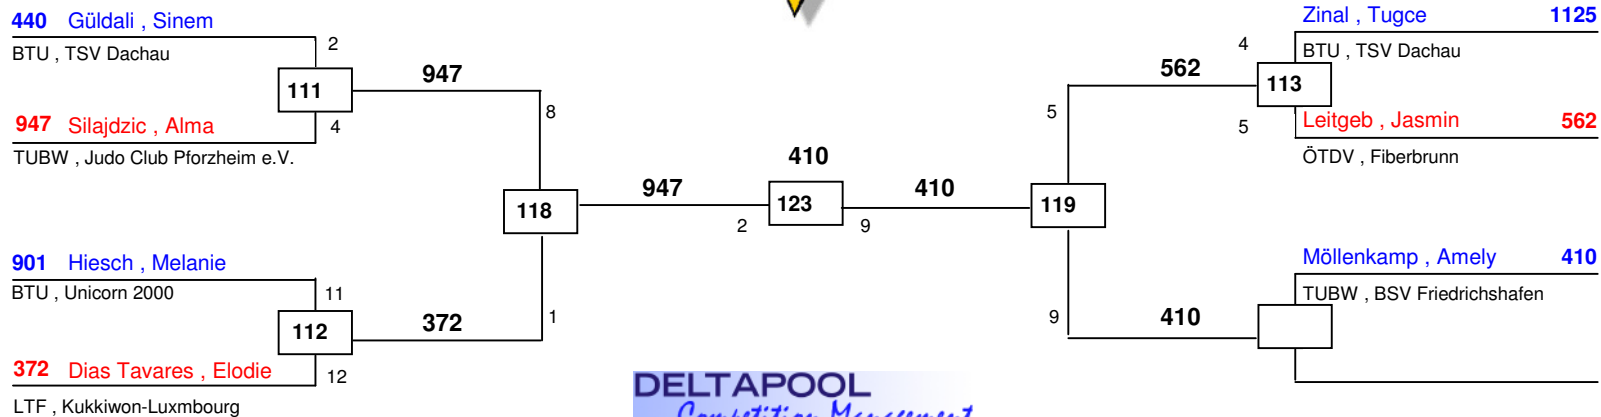 440 Güldali , Sinem
BTU , TSV Dachau
2
111
947
947 Silajdzic , Alma
4
TUBW , Judo Club Pforzheim e.V.
8
118
947
901 Hiesch , Melanie
BTU , Unicorn 2000
11
112
372
1
372 Dias Tavares , Elodie
12
LTF , Kukkiwon-Luxmbourg
410
123
2
9
410
119
Zinal , Tugce 1125
BTU , TSV Dachau
4
562
113
5
5
Leitgeb , Jasmin 562
ÖTDV , Fiberbrunn
Möllenkamp , Amely 410
TUBW , BSV Friedrichshafen
9
410
DELTAPOOL
Competition Management